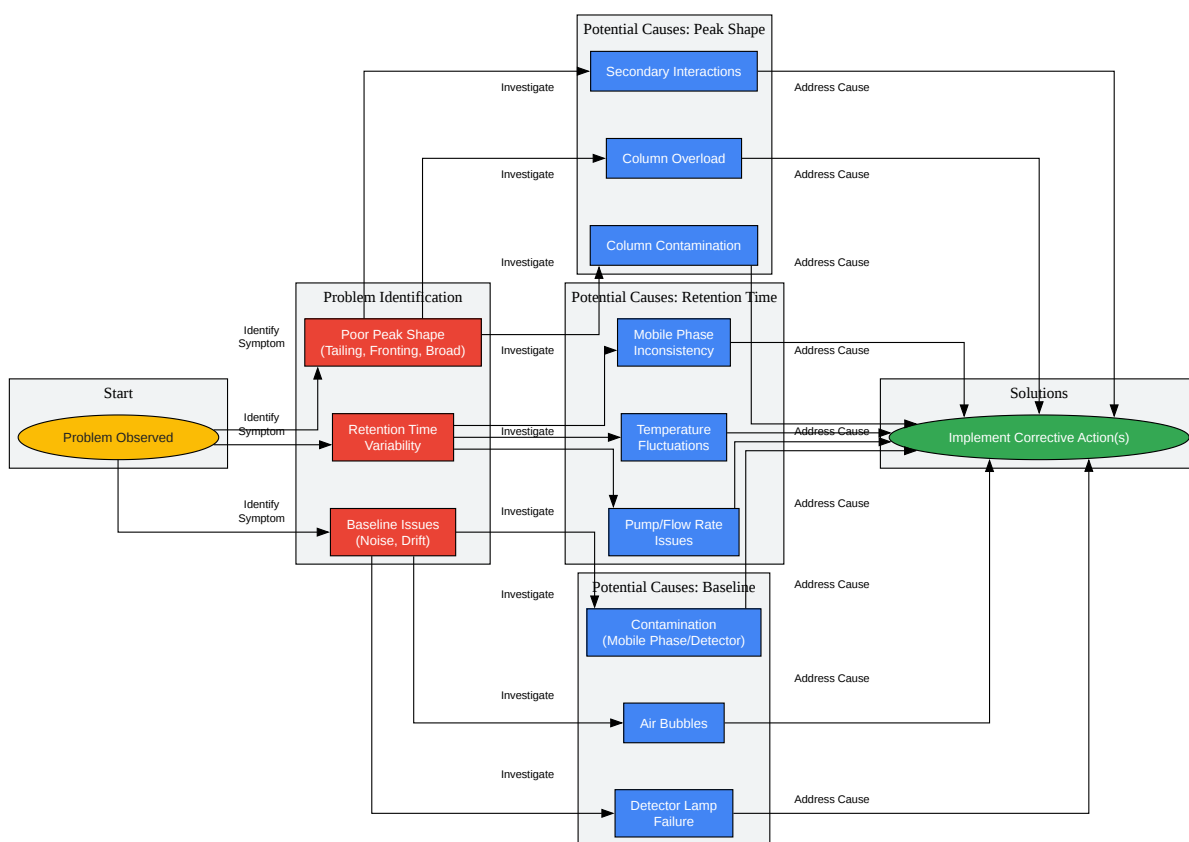 Potential Causes: Peak Shape
Secondary Interactions
Investigate
Address Cause
Column Overload
Investigate
Address Cause
Column Contamination
Investigate
Address Cause
Problem Identification
Poor Peak Shape
(Tailing, Fronting, Broad)
Identify
Symptom
Potential Causes: Retention Time
Mobile Phase
Inconsistency
Investigate
Address Cause
Start
Problem Observed
Identify
Symptom
Retention Time
Variability
Investigate
Temperature
Fluctuations
Address Cause
Solutions
Implement Corrective Action(s)
Identify
Symptom
Baseline Issues
(Noise, Drift)
Investigate
Pump/Flow Rate
Issues
Address Cause
Potential Causes: Baseline
Investigate
Address Cause
Contamination
(Mobile Phase/Detector)
Investigate
Address Cause
Air Bubbles
Investigate
Address Cause
Detector Lamp
Failure